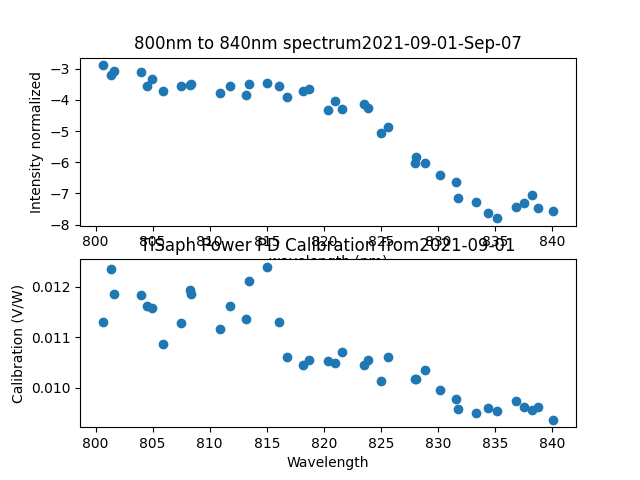 800nm to 840nm spectrum2021-09-01-Sep-07
Intensity normalized
−3
−4
−5
−6
−7
−8
800 805 810 815 820 825 830 835 840
wavelength (nm)
TiSaph Power PD Calibration from2021-09-01
Calibration (V/W)
0.012
0.011
0.010
800 805 810 815 820 825 830 835 840
Wavelength